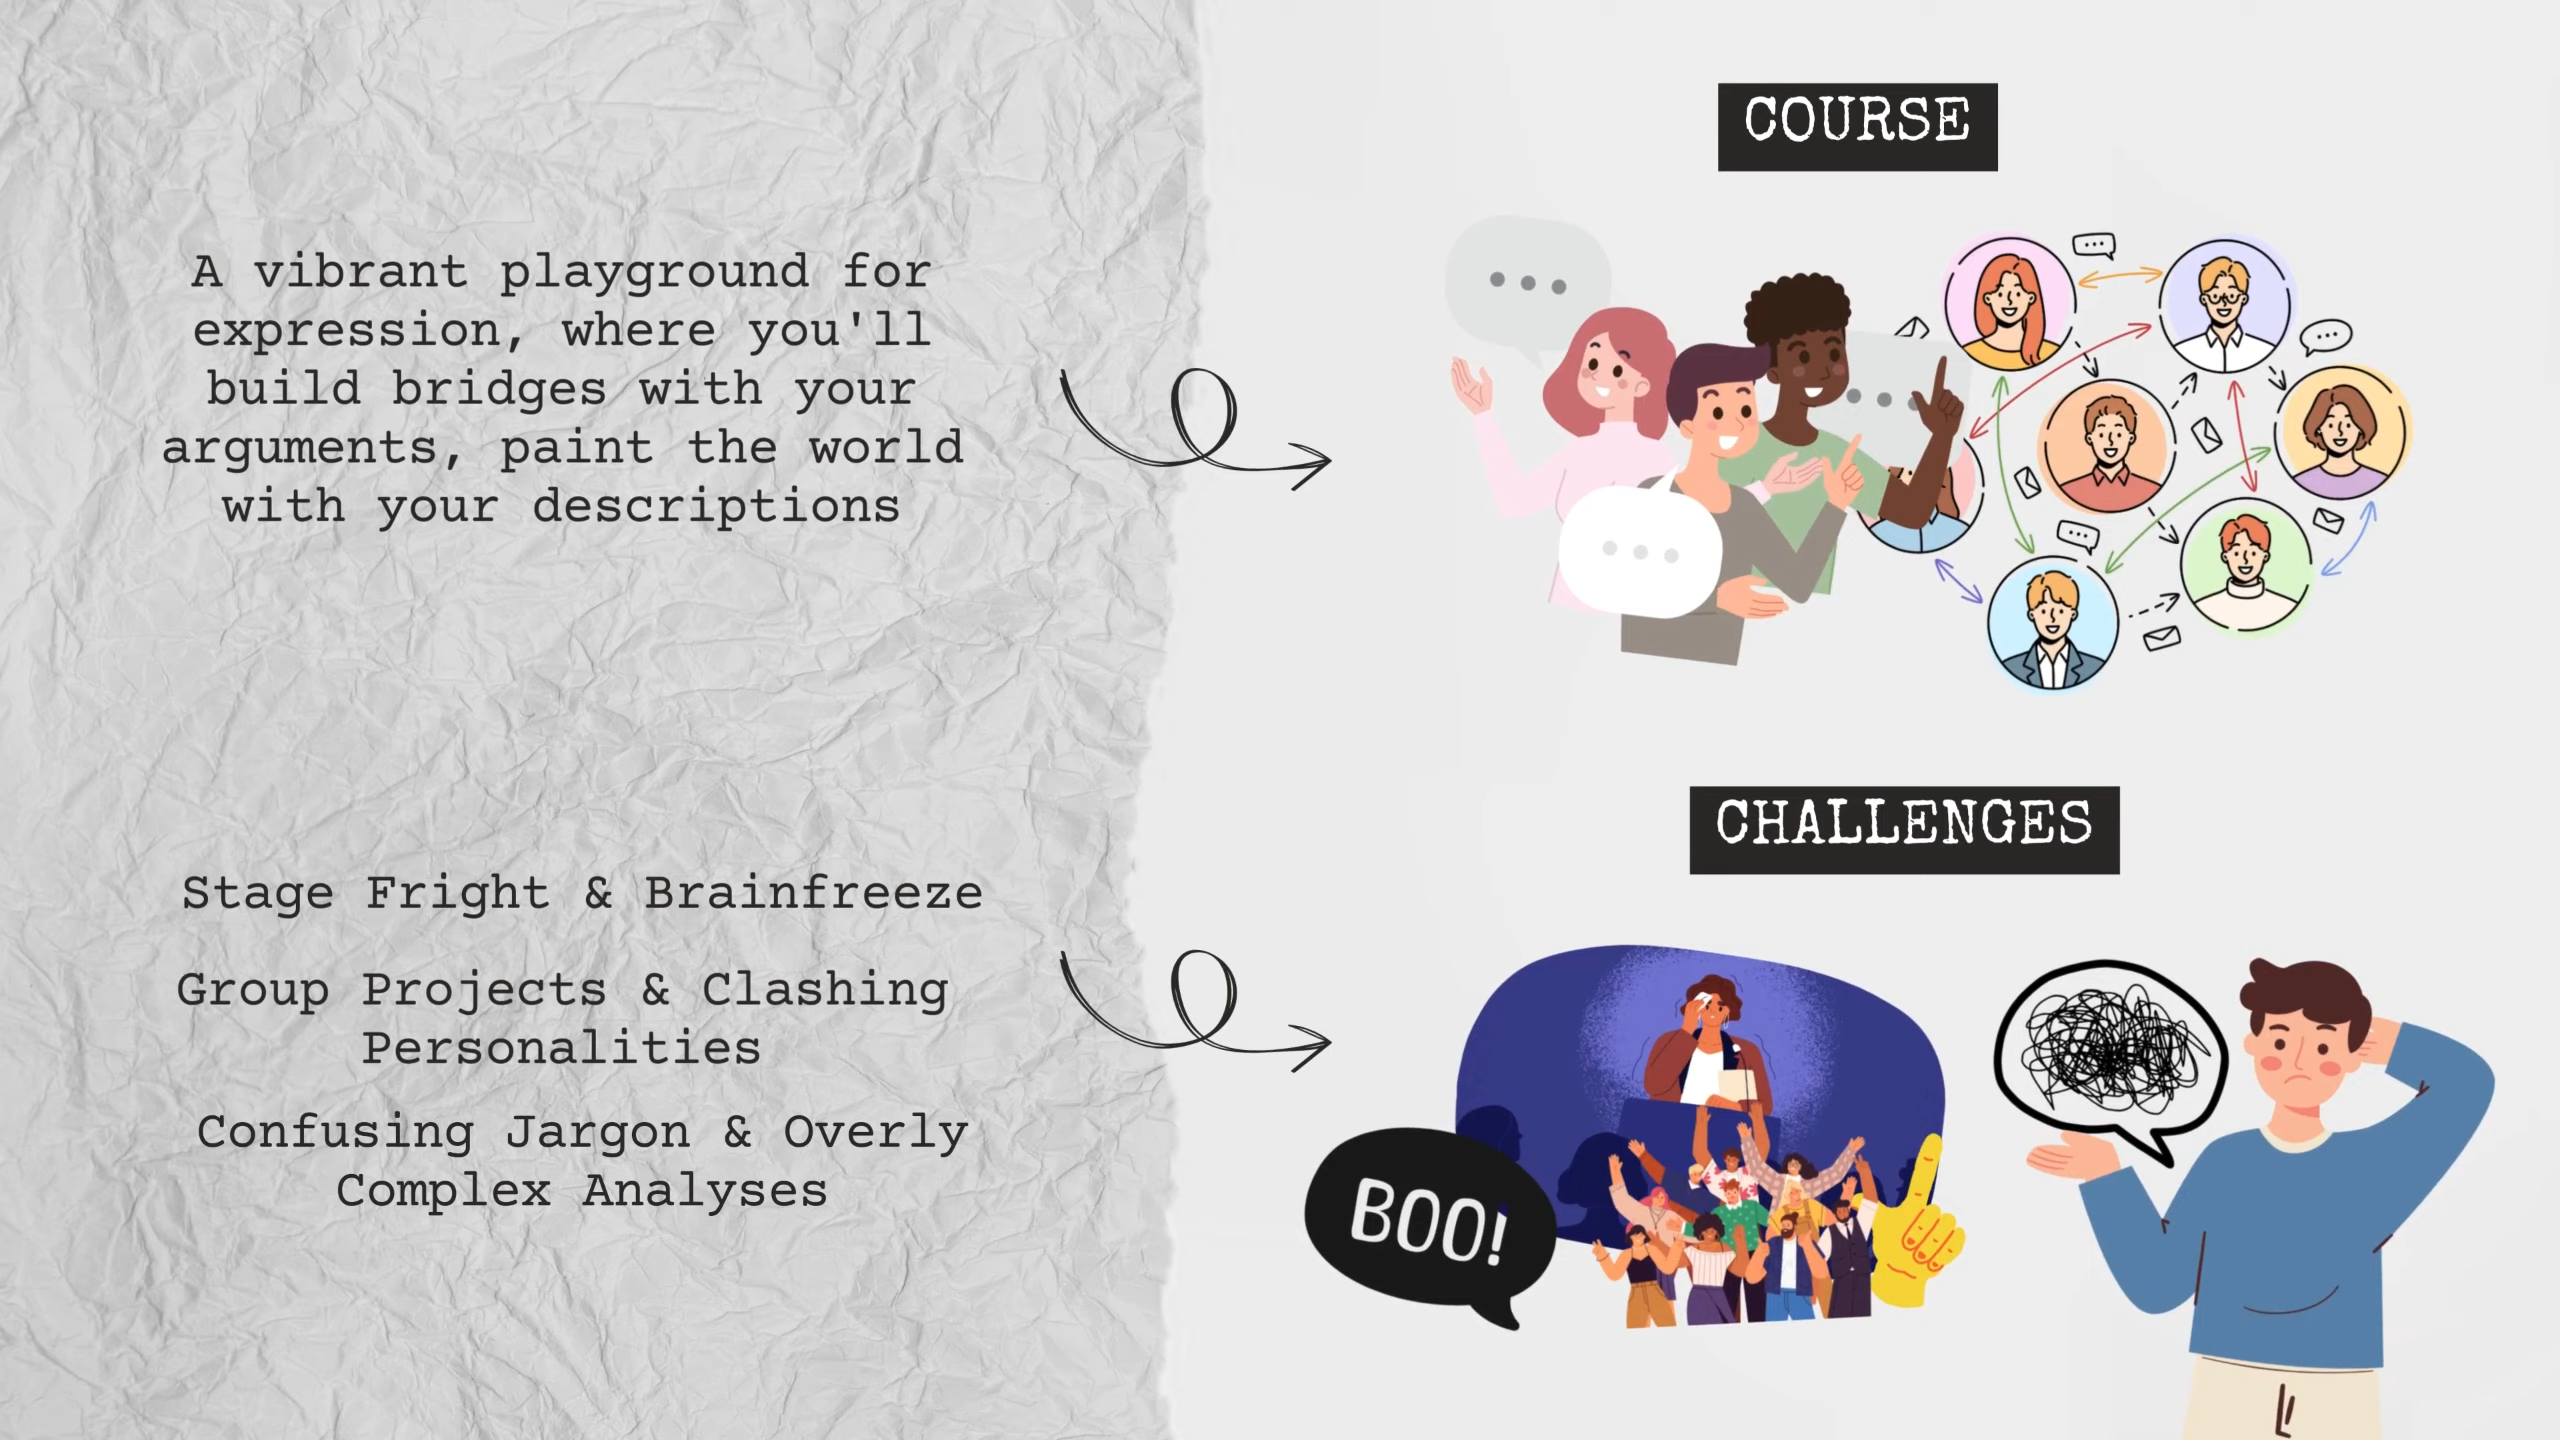 COURSE
A vibrant playground for
expression, where you'll
build bridges with your
arguments, paint the world
with your descriptions
CHALLENGES
Stage Fright & Brainfreeze
Group Projects & Clashing
Personalities
Confusing Jargon & Overly
Complex Analyses
BOO!